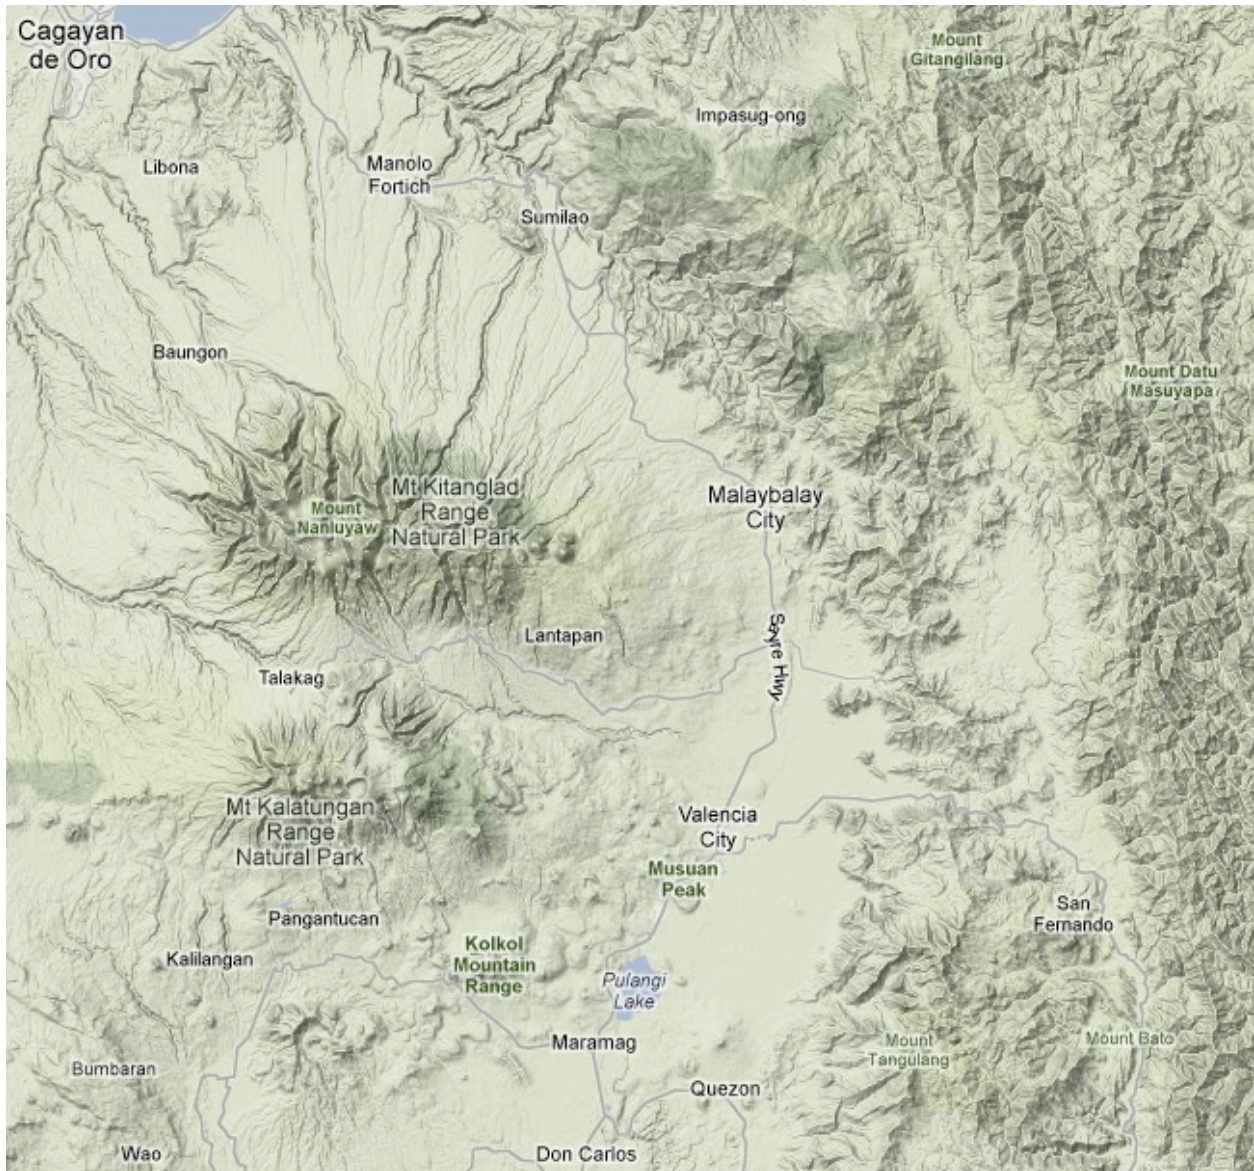 Cagayan
de Oro
Mount
Gitangilang
Impasug-ong
Libona
Manolo
Fortich
Sumilao
Baungon
Mount Datu
Masuyapa
Mt Kitanglad
Range
Natural Park
Mount
Nanluyaw
Malaybalay
City
Lantapan
Sayre Hwy
Talakag
Mt Kalatungan
Range
Natural Park
Valencia
City
Musuan
Peak
Pangantucan
San
Fernando
Kalilangan
Kolkol
Mountain
Range
Pulangi
Lake
Maramag
Mount
Tangulang
Mount Bato
Bumbaran
Quezon
Wao
Don Carlos